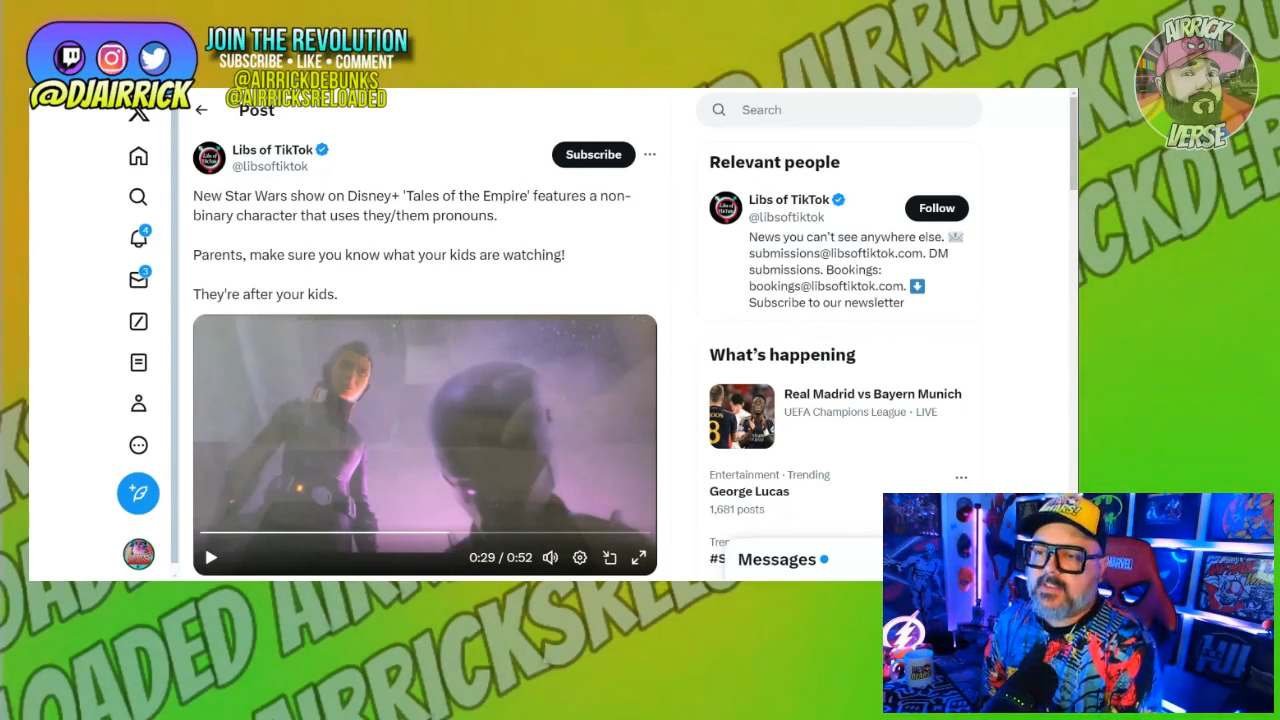 JOIN THE REVOLUTION
SUBSCRIBE • LIKE • COMMENT
@AIRRICKDEBUNKS
@AIRRICKSRELOADED
@DJAIRRICK
AIRRICK
VERSE
Post
Search
Libs of TikTok
@libsoftiktok
Subscribe
New Star Wars show on Disney+ 'Tales of the Empire' features a non-
binary character that uses they/them pronouns.
Parents, make sure you know what your kids are watching!
They're after your kids.
0:29 / 0:52
4
3
Relevant people
Libs of TikTok
@libsoftiktok
Follow
News you can't see anywhere else.
submissions@libsoftiktok.com. DM
submissions. Bookings:
bookings@libsoftiktok.com.
Subscribe to our newsletter
What's happening
Real Madrid vs Bayern Munich
UEFA Champions League · LIVE
Entertainment · Trending
George Lucas
1,681 posts
Messages
MARVEL